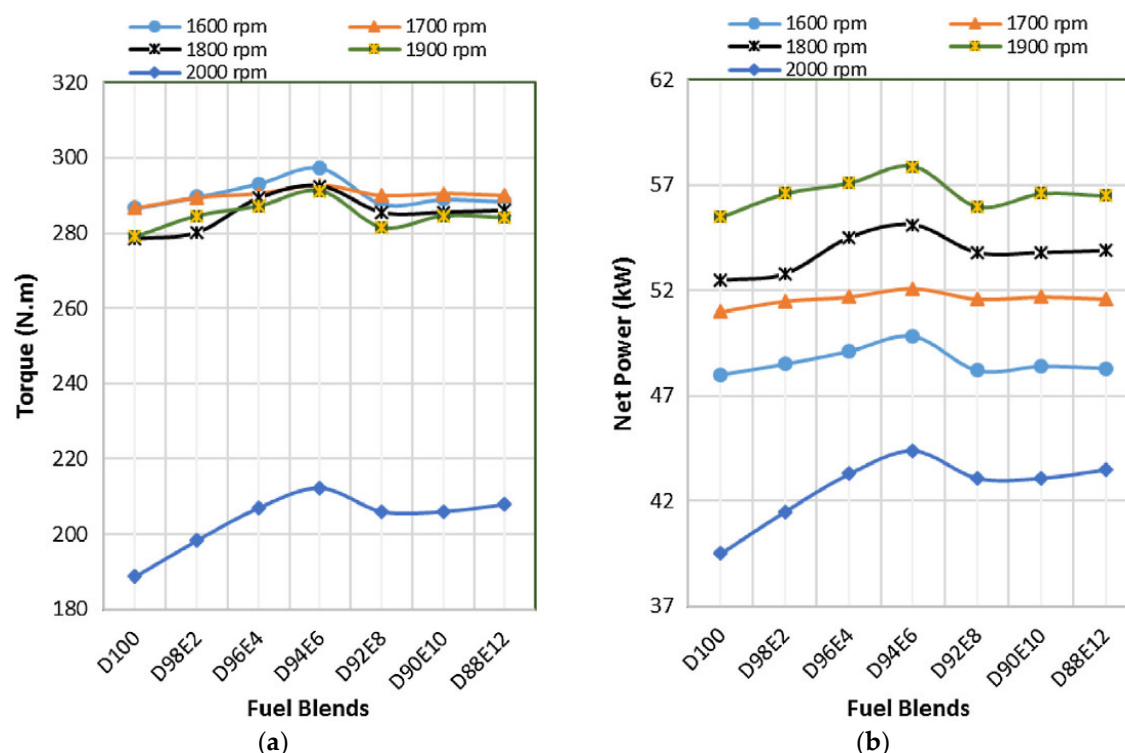 1600 rpm 1700 rpm
1800 rpm 1900 rpm
2000 rpm
320
300
280
260
240
220
200
180
Torque (N.m)
D100 D98E2 D96E4 D94E6 D92E8 D90E10 D88E12
Fuel Blends
(a)
1600 rpm 1700 rpm
1800 rpm 1900 rpm
2000 rpm
62
57
52
47
42
37
Net Power (kW)
D100 D98E2 D96E4 D94E6 D92E8 D90E10 D88E12
Fuel Blends
(b)